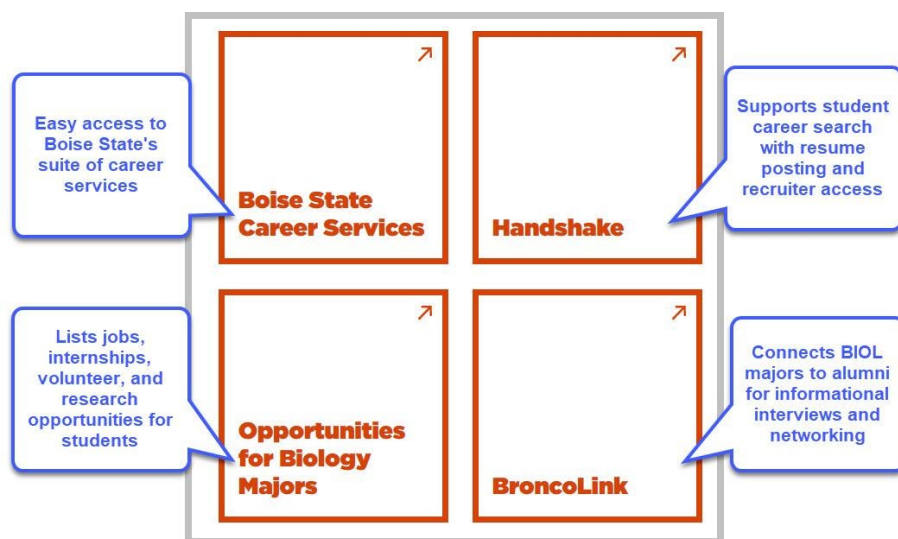 Easy access to
Boise State's
suite of career
services
Boise State
Career Services
Handshake
Supports student
career search
with resume
posting and
recruiter access
Lists jobs,
internships,
volunteer, and
research
opportunities for
students
Opportunities
for Biology
Majors
BroncoLink
Connects BIOL
majors to alumni
for informational
interviews and
networking